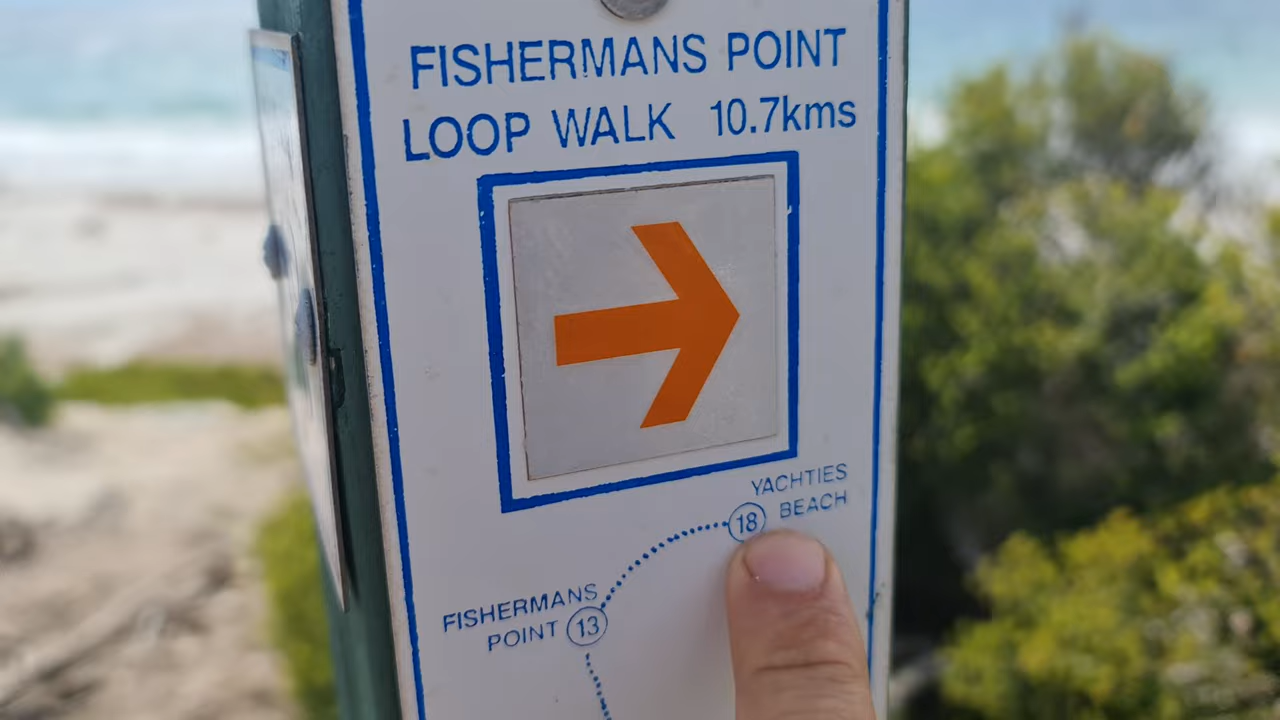 FISHERMANS POINT
LOOP WALK 10.7kms
YACHTIES
18 BEACH
FISHERMANS
POINT 13